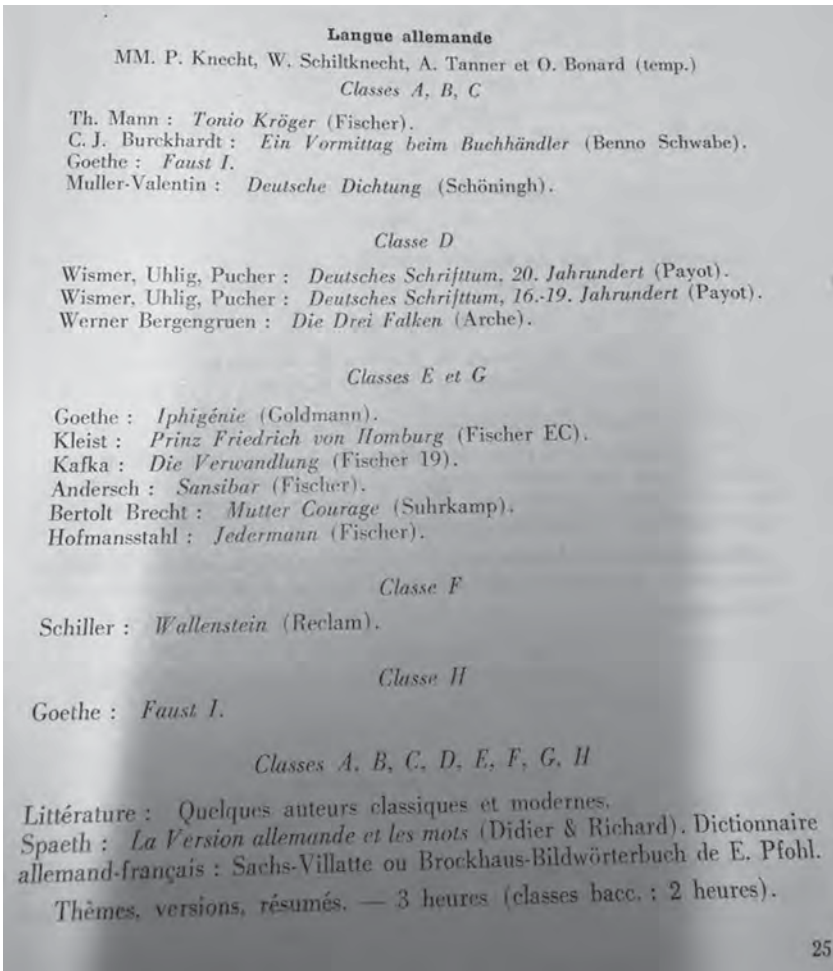 Langue allemande
MM. P. Knecht, W. Schiltknecht, A. Tanner et O. Bonard (temp.)
Classes A, B, C
Th. Mann : Tonio Kröger (Fischer).
C. J. Burckhardt : Ein Vormittag beim Buchhändler (Benno Schwabe).
Goethe : Faust I.
Muller-Valentin : Deutsche Dichtung (Schöningh).
Classe D
Wismer, Uhlig, Pucher : Deutsches Schrifttum, 20. Jahrundert (Payot).
Wismer, Uhlig, Pucher : Deutsches Schrifttum, 16.-19. Jahrundert (Payot).
Werner Bergengruen : Die Drei Falken (Arche).
Classes E et G
Goethe : Iphigénie (Goldmann).
Kleist : Prinz Friedrich von Homburg (Fischer EC).
Kafka : Die Verwandlung (Fischer 19).
Andersch : Sansibar (Fischer).
Bertolt Brecht : Mutter Courage (Suhrkamp).
Hofmansstahl : Jedermann (Fischer).
Classe F
Schiller : Wallenstein (Reclam).
Classe H
Goethe : Faust I.
Classes A, B, C, D, E, F, G, H
Littérature : Quelques auteurs classiques et modernes.
Spaeth : La Version allemande et les mots (Didier & Richard). Dictionnaire
allemand-français : Sachs-Villatte ou Brockhaus-Bildwörterbuch de E. Pfohl.
Thèmes, versions, résumés. — 3 heures (classes bacc. : 2 heures).
25